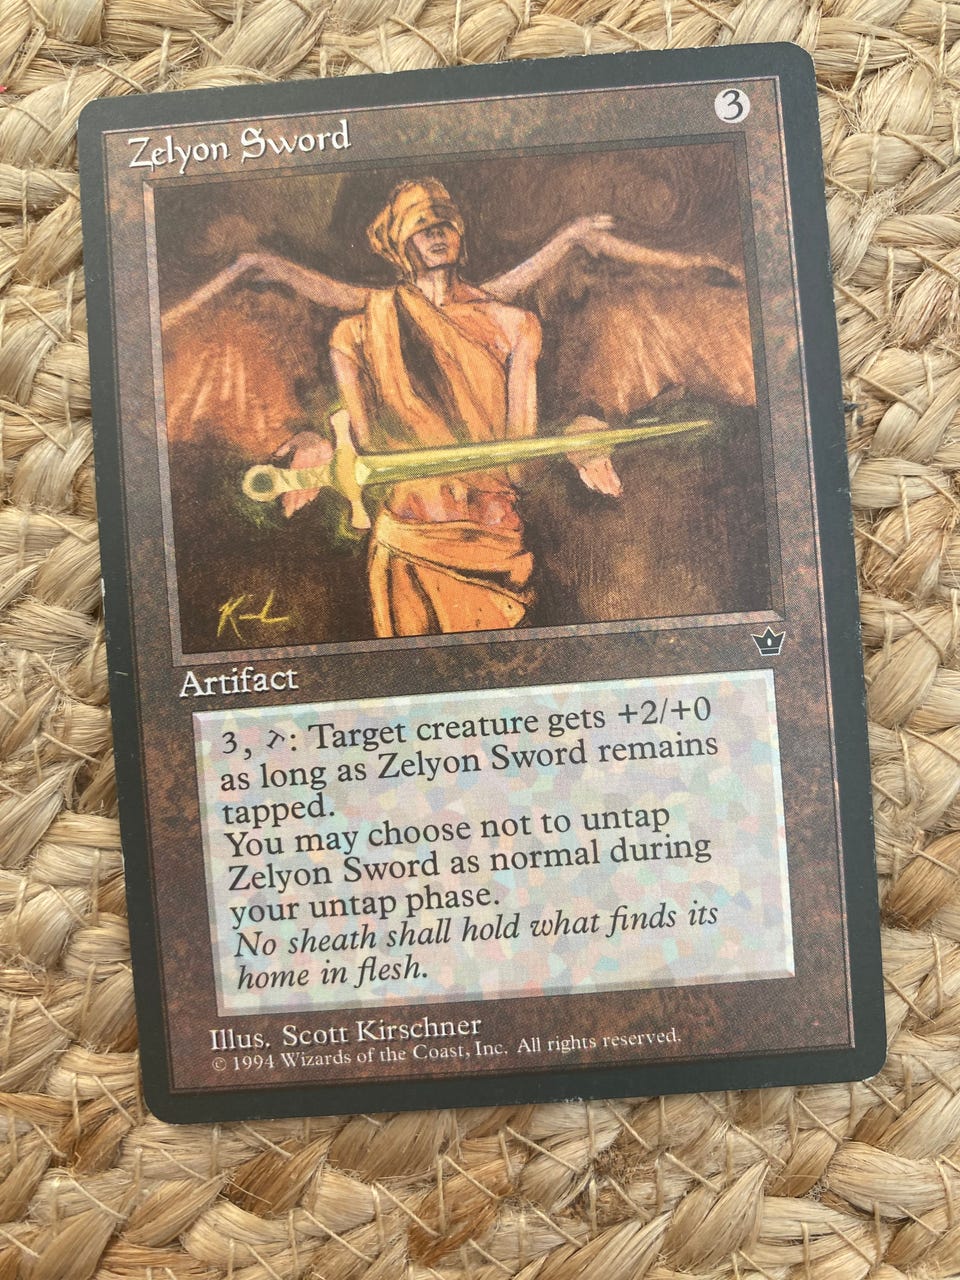 Zelyon Sword
3
Artifact
3, T: Target creature gets +2/+0
as long as Zelyon Sword remains
tapped.
You may choose not to untap
Zelyon Sword as normal during
your untap phase.
No sheath shall hold what finds its
home in flesh.
Illus. Scott Kirschner
© 1994 Wizards of the Coast, Inc. All rights reserved.